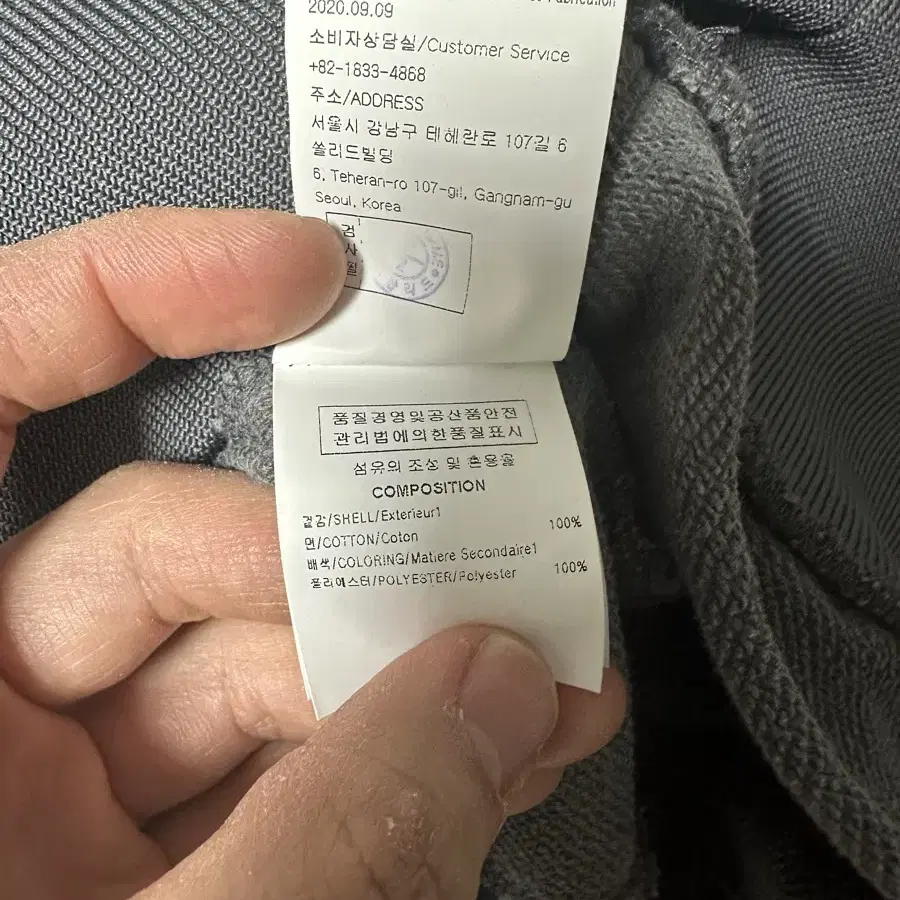 Fabrication
2020.09.09
소비자상담실/Customer Service
+82-1833-4868
주소/ADDRESS
서울시 강남구 테헤란로 107길 6
쏠리드빌딩
6, Teheran-ro 107-gil, Gangnam-gu
Seoul, Korea
검
사
필
품질경영및공산품안전
관리법에의한품질표시
섬유의 조성 및 혼용율
COMPOSITION
겉감/SHELL/Exterieur1
면/COTTON/Coton 100%
배색/COLORING/Matiere Secondaire1
폴리에스터/POLYESTER/Polyester 100%